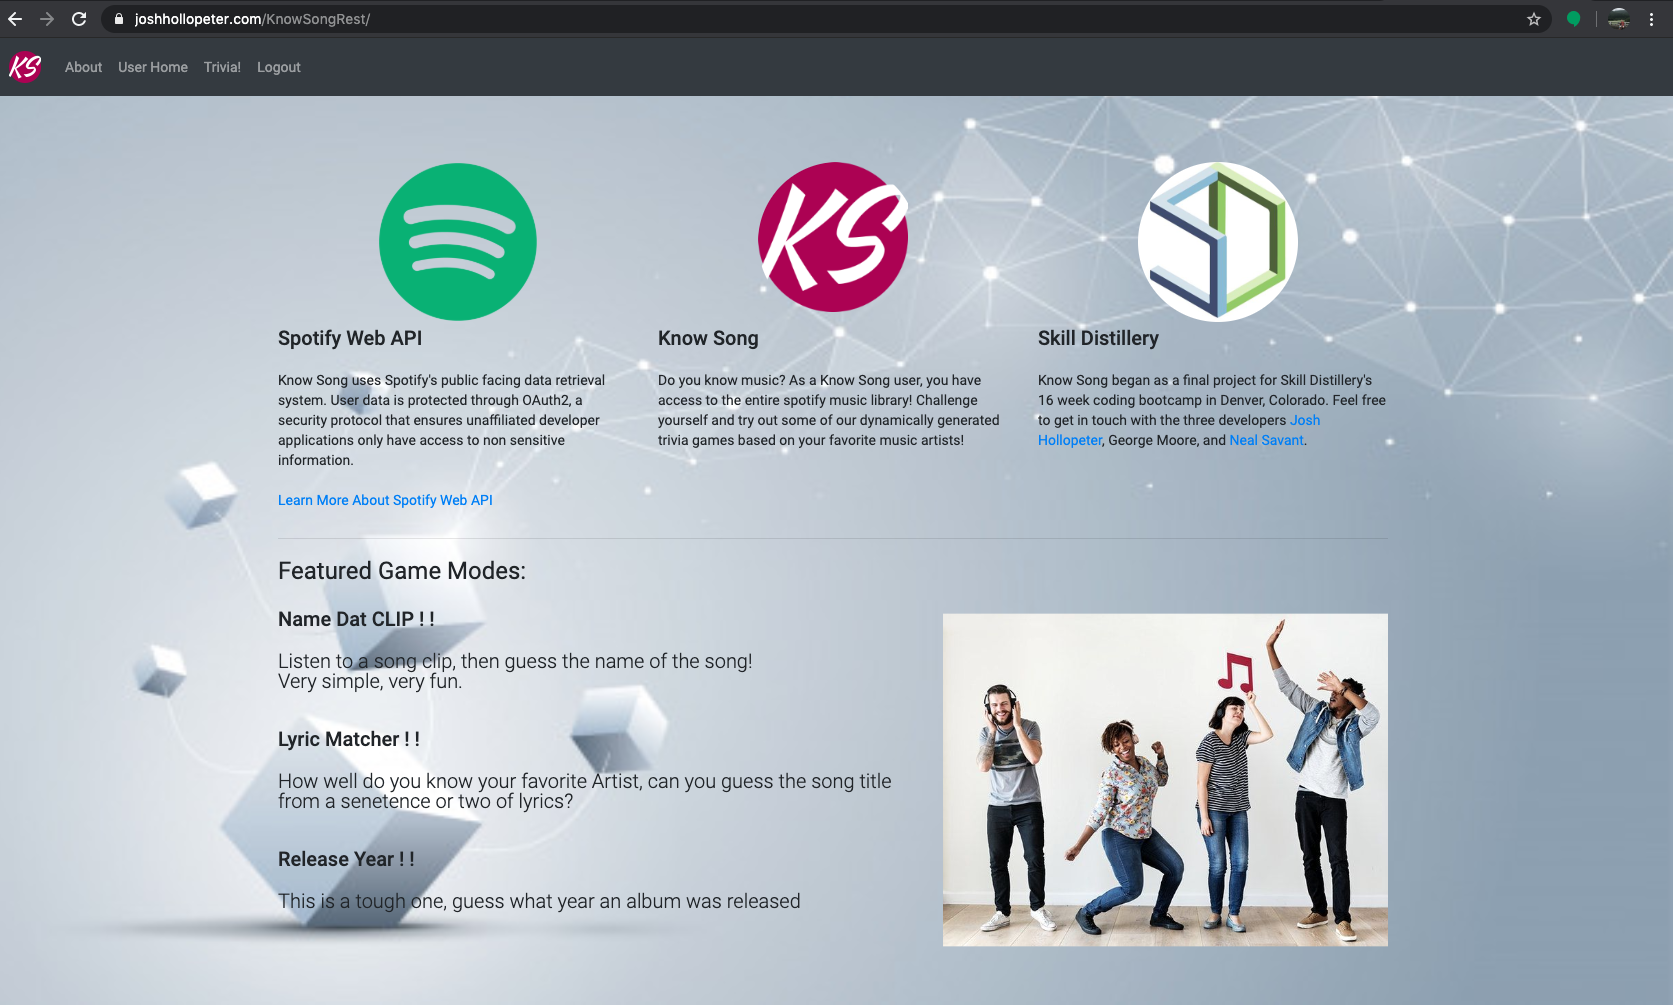 joshhollopeter.com/KnowSongRest/
KS
About
User Home
Trivia!
Logout
KS
SD
Spotify Web API
Know Song uses Spotify's public facing data retrieval
system. User data is protected through OAuth2, a
security protocol that ensures unaffiliated developer
applications only have access to non sensitive
information.
Learn More About Spotify Web API
Know Song
Do you know music? As a Know Song user, you have
access to the entire spotify music library! Challenge
yourself and try out some of our dynamically generated
trivia games based on your favorite music artists!
Skill Distillery
Know Song began as a final project for Skill Distillery's
16 week coding bootcamp in Denver, Colorado. Feel free
to get in touch with the three developers Josh
Hollopeter, George Moore, and Neal Savant.
Featured Game Modes:
Name Dat CLIP ! !
Listen to a song clip, then guess the name of the song!
Very simple, very fun.
Lyric Matcher ! !
How well do you know your favorite Artist, can you guess the song title
from a senetence or two of lyrics?
Release Year ! !
This is a tough one, guess what year an album was released